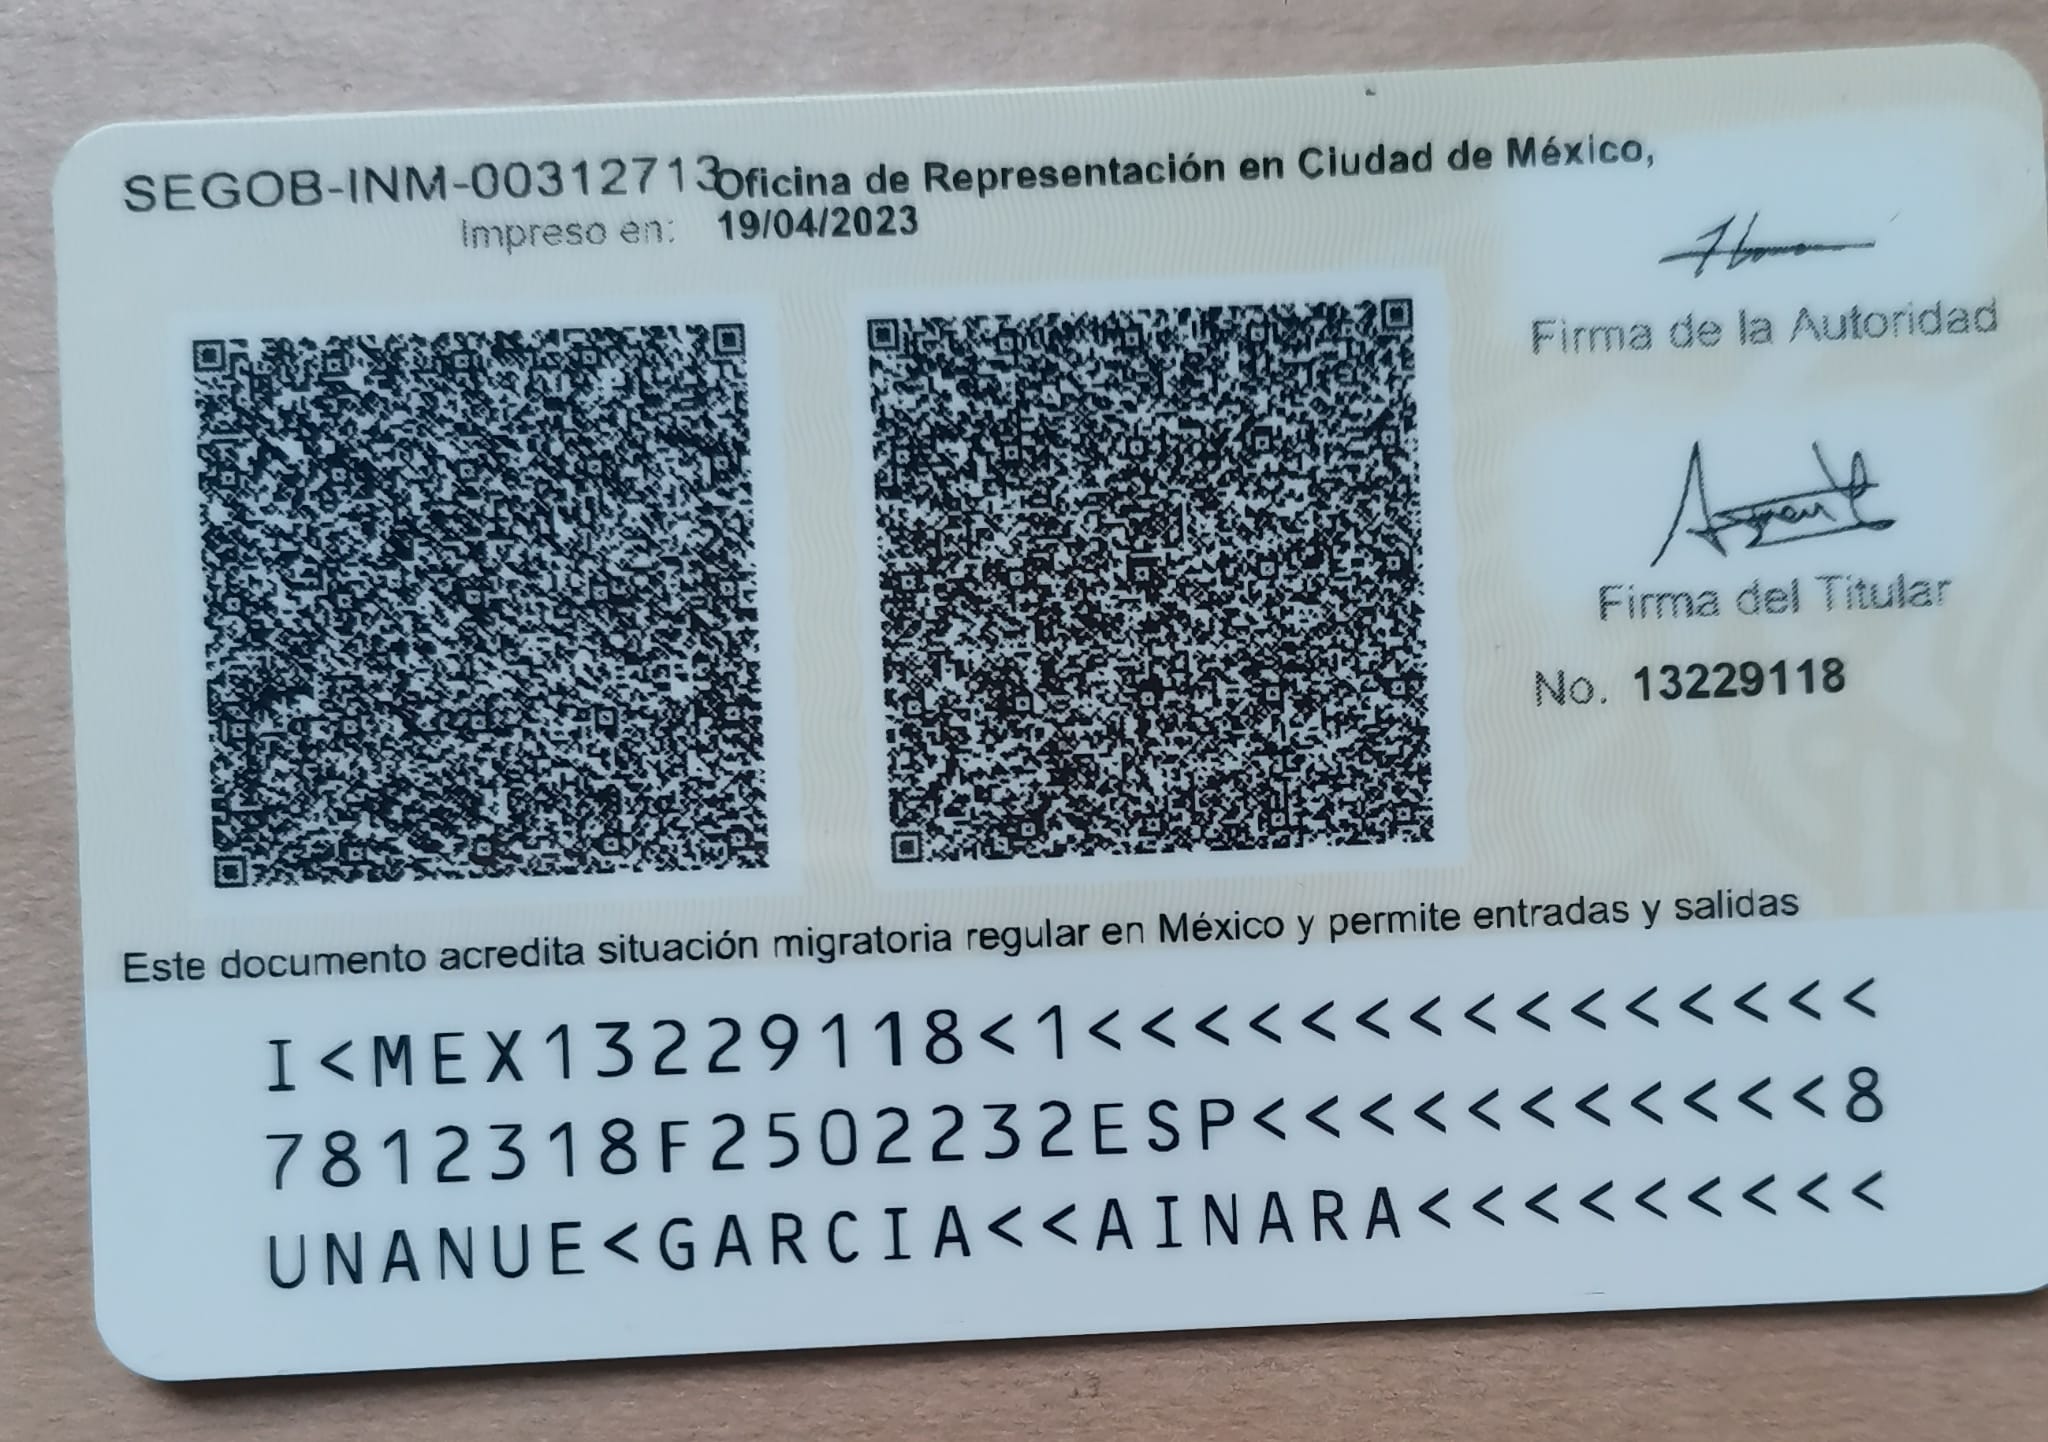 SEGOB-INM-00312713 Oficina de Representación en Ciudad de México,
Impreso en: 19/04/2023
Firma de la Autoridad
Firma del Titular
No. 13229118
Este documento acredita situación migratoria regular en México y permite entradas y salidas
I<MEX13229118<1<<<<<<<<<<<<<<<
7812318F2502232ESP<<<<<<<<<<<8
UNANUE<GARCIA<<AINARA<<<<<<<<<